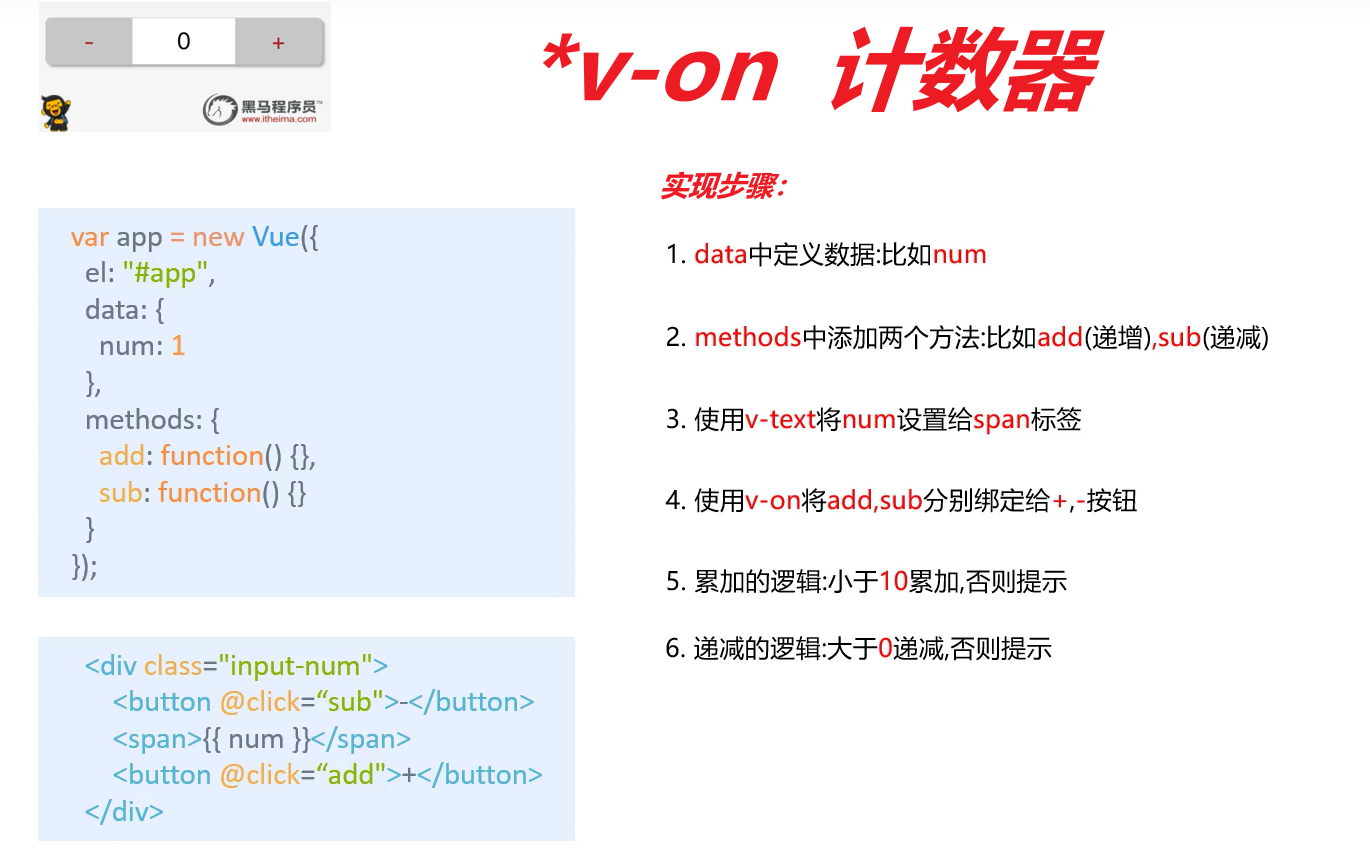 - 0 +
黑马程序员™
www.itheima.com
*v-on 计数器
var app = new Vue({
el: "#app",
data: {
num: 1
},
methods: {
add: function() {},
sub: function() {}
}
});
<div class="input-num">
<button @click=“sub">-</button>
<span>{{ num }}</span>
<button @click=“add">+</button>
</div>
实现步骤：
1. data中定义数据:比如num
2. methods中添加两个方法:比如add(递增),sub(递减)
3. 使用v-text将num设置给span标签
4. 使用v-on将add,sub分别绑定给+,-按钮
5. 累加的逻辑:小于10累加,否则提示
6. 递减的逻辑:大于0递减,否则提示